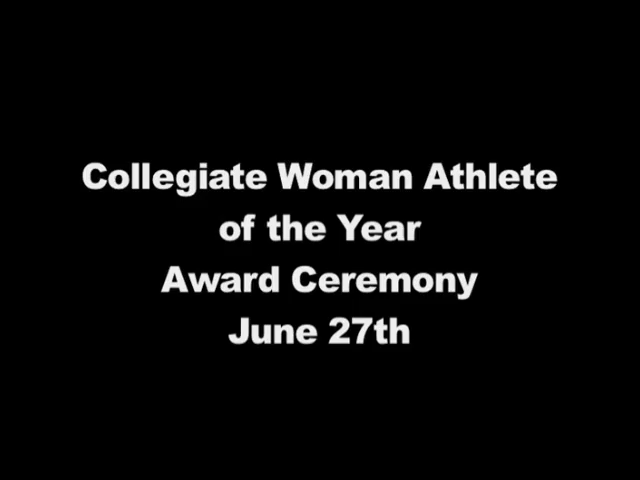 Collegiate Woman Athlete
of the Year
Award Ceremony
June 27th